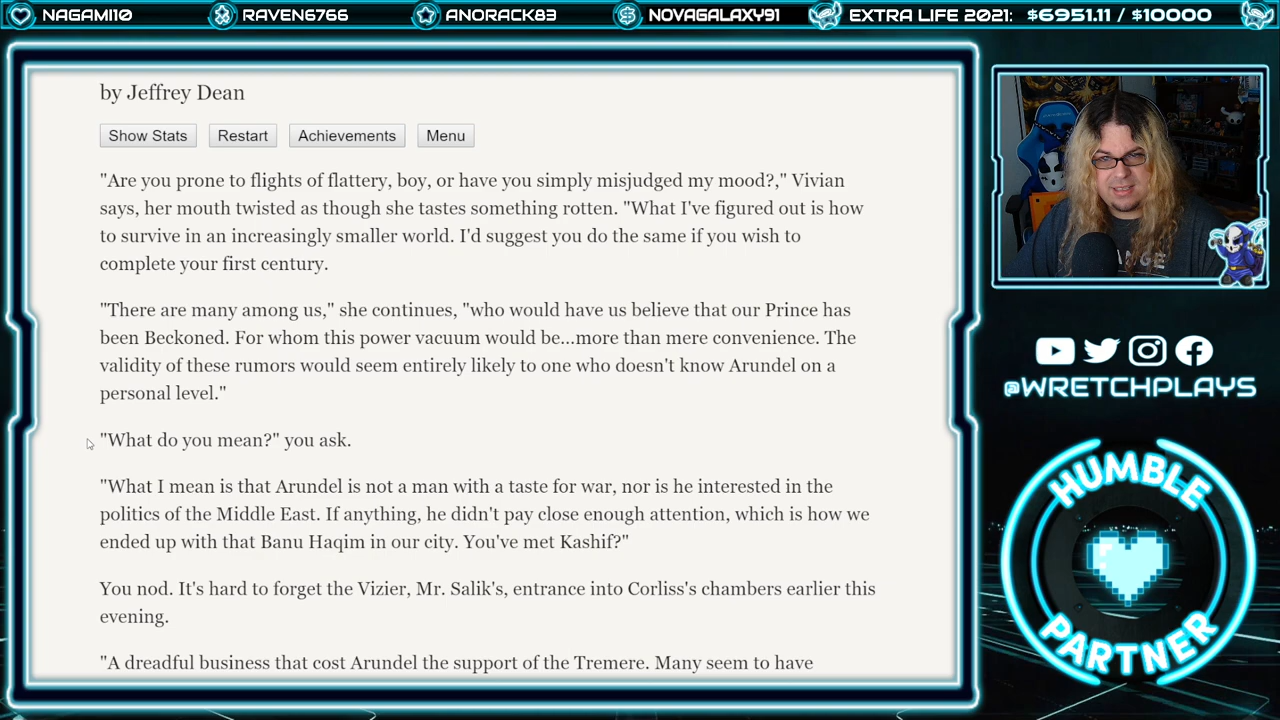 NAGAMI10 RAVEN6766 ANORACK83 NOVAGALAXY91 EXTRA LIFE 2021: $6951.11 / $10000
by Jeffrey Dean
Show Stats Restart Achievements Menu
"Are you prone to flights of flattery, boy, or have you simply misjudged my mood?," Vivian
says, her mouth twisted as though she tastes something rotten. "What I've figured out is how
to survive in an increasingly smaller world. I'd suggest you do the same if you wish to
complete your first century.
"There are many among us," she continues, "who would have us believe that our Prince has
been Beckoned. For whom this power vacuum would be...more than mere convenience. The
validity of these rumors would seem entirely likely to one who doesn't know Arundel on a
personal level."
"What do you mean?" you ask.
"What I mean is that Arundel is not a man with a taste for war, nor is he interested in the
politics of the Middle East. If anything, he didn't pay close enough attention, which is how we
ended up with that Banu Haqim in our city. You've met Kashif?"
You nod. It's hard to forget the Vizier, Mr. Salik's, entrance into Corliss's chambers earlier this
evening.
"A dreadful business that cost Arundel the support of the Tremere. Many seem to have
@WRETCHPLAYS
HUMBLE
PARTNER